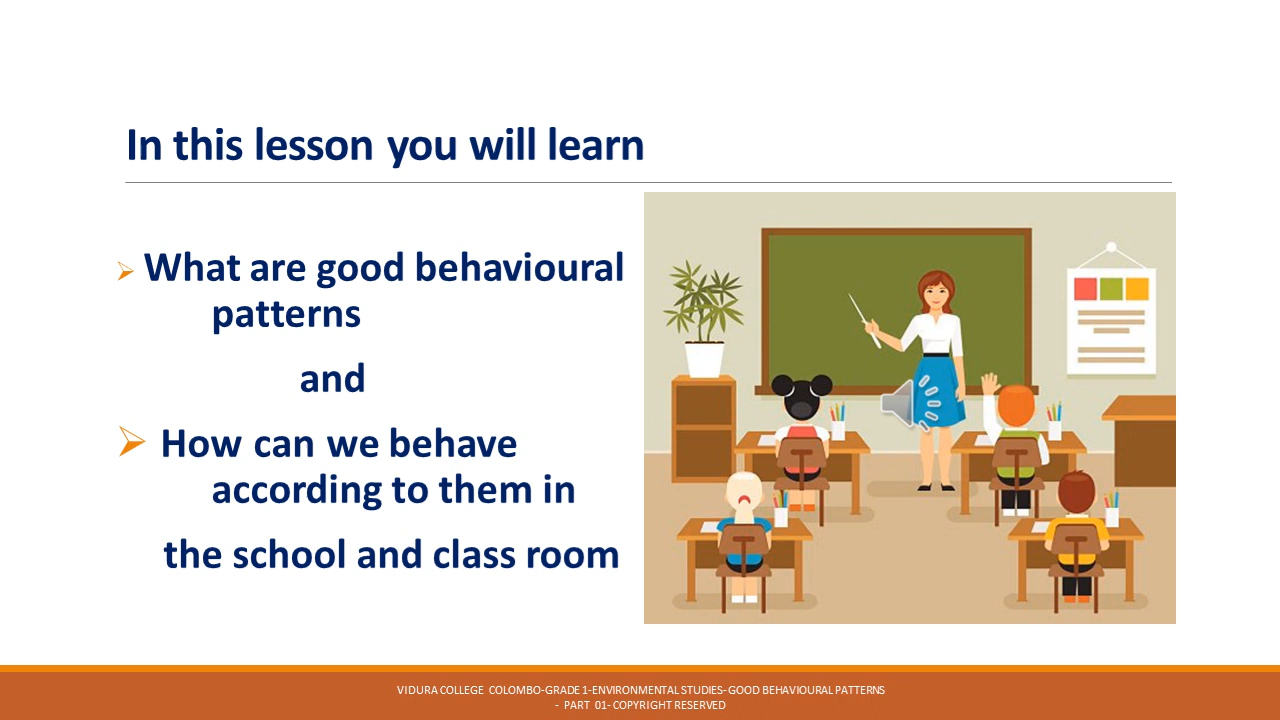 In this lesson you will learn
➢ What are good behavioural
patterns
and
➢ How can we behave
according to them in
the school and class room
VIDURA COLLEGE COLOMBO-GRADE 1-ENVIRONMENTAL STUDIES-GOOD BEHAVIOURAL PATTERNS
- PART 01- COPYRIGHT RESERVED